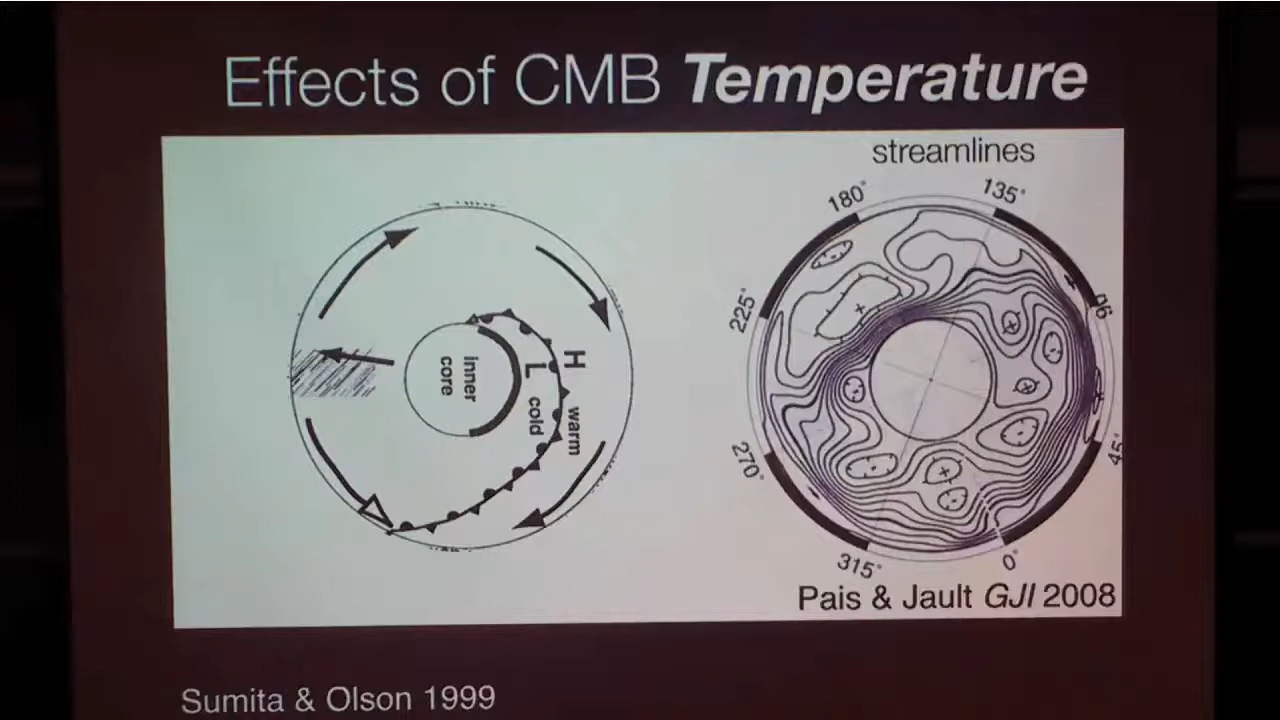 Effects of CMB Temperature
streamlines
180°
135°
225°
90
270°
45°
315°
0°
H
L
warm
cold
inner
core
Pais & Jault GJI 2008
Sumita & Olson 1999